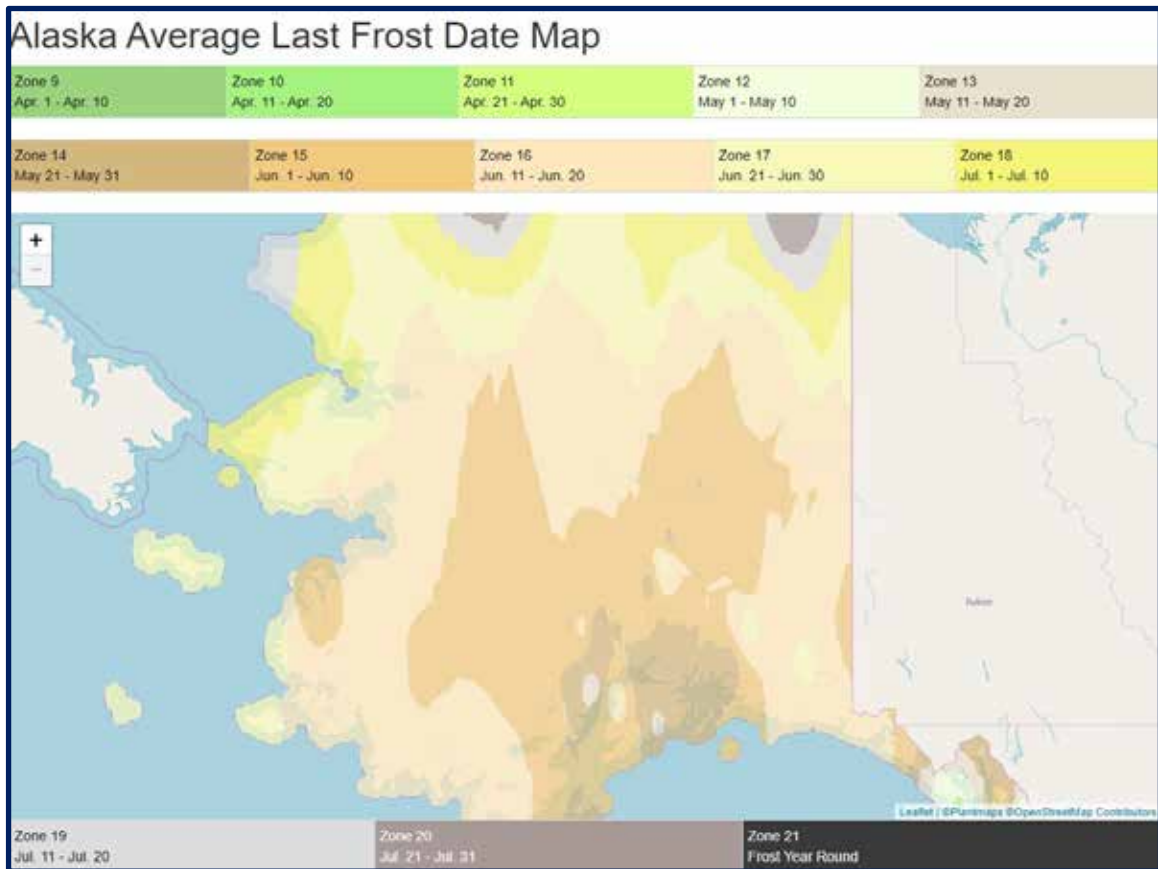 Alaska Average Last Frost Date Map
Zone 9
Apr. 1 - Apr. 10
Zone 10
Apr. 11 - Apr. 20
Zone 11
Apr. 21 - Apr. 30
Zone 12
May 1 - May 10
Zone 13
May 11 - May 20
Zone 14
May 21 - May 31
Zone 15
Jun. 1 - Jun. 10
Zone 16
Jun. 11 - Jun. 20
Zone 17
Jun. 21 - Jun. 30
Zone 18
Jul. 1 - Jul. 10
+
−
Yukon
Leaflet | ©Plantmaps ©OpenStreetMap Contributors
Zone 19
Jul. 11 - Jul. 20
Zone 20
Jul. 21 - Jul. 31
Zone 21
Frost Year Round